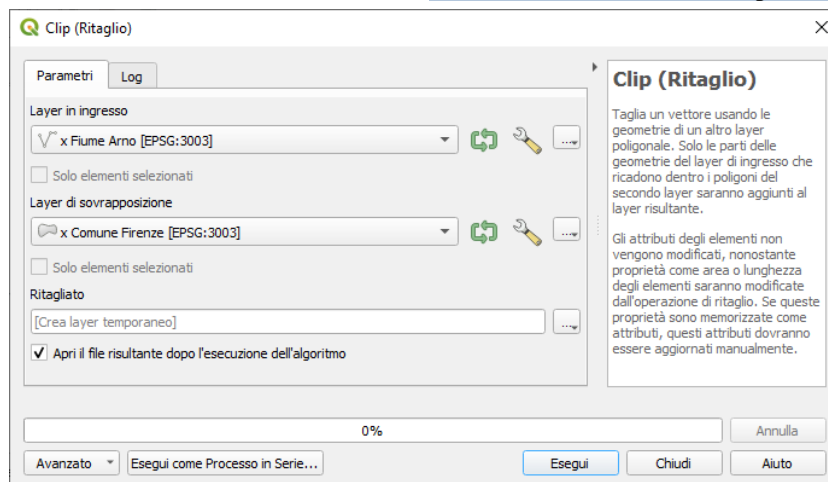 Clip (Ritaglio)
Parametri
Log
Layer in ingresso
x Fiume Arno [EPSG:3003]
Solo elementi selezionati
Layer di sovrapposizione
x Comune Firenze [EPSG:3003]
Solo elementi selezionati
Ritagliato
[Crea layer temporaneo]
Apri il file risultante dopo l'esecuzione dell'algoritmo
Clip (Ritaglio)
Taglia un vettore usando le
geometrie di un altro layer
poligonale. Solo le parti delle
geometrie del layer di ingresso che
ricadono dentro i poligoni del
secondo layer saranno aggiunti al
layer risultante.
Gli attributi degli elementi non
vengono modificati, nonostante
proprietà come area o lunghezza
degli elementi saranno modificate
dall'operazione di ritaglio. Se queste
proprietà sono memorizzate come
attributi, questi attributi dovranno
essere aggiornati manualmente.
0%
Annulla
Avanzato
Esegui come Processo in Serie...
Esegui
Chiudi
Aiuto